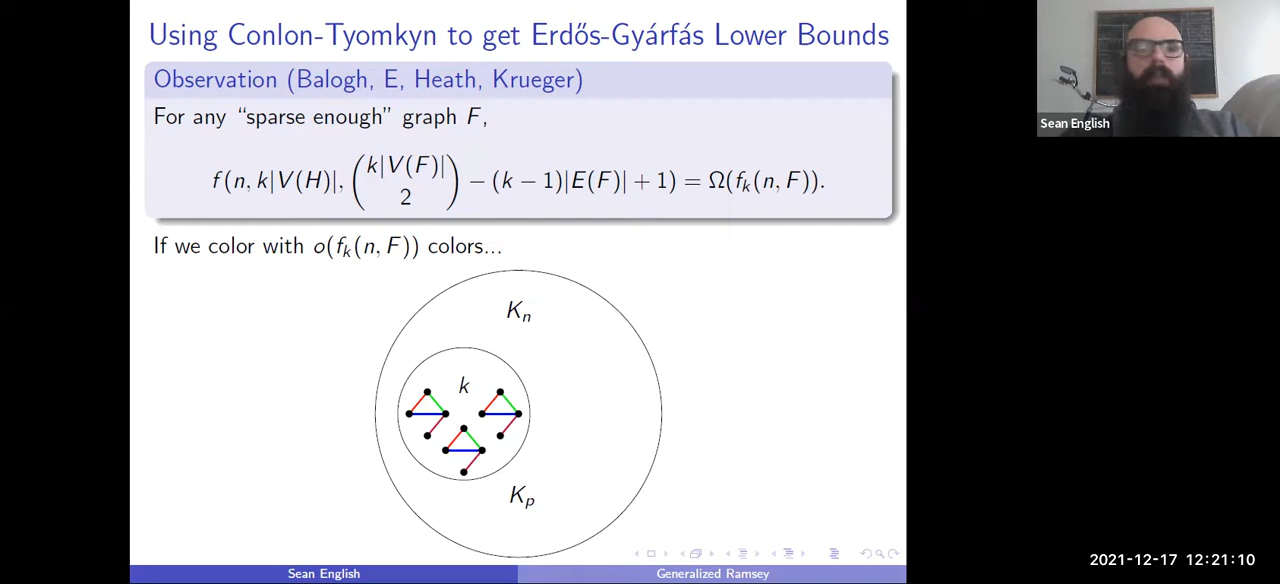 Using Conlon-Tyomkyn to get Erdős-Gyárfás Lower Bounds
Observation (Balogh, E, Heath, Krueger)
For any “sparse enough” graph F,
f(n, k|V(H)|, \binom{k|V(F)|}{2} − (k − 1)|E(F)| + 1) = Ω(f_k(n, F)).
If we color with o(f_k(n, F)) colors...
K_n
k
K_p
Sean English
Generalized Ramsey
Sean English
2021-12-17 12:21:10